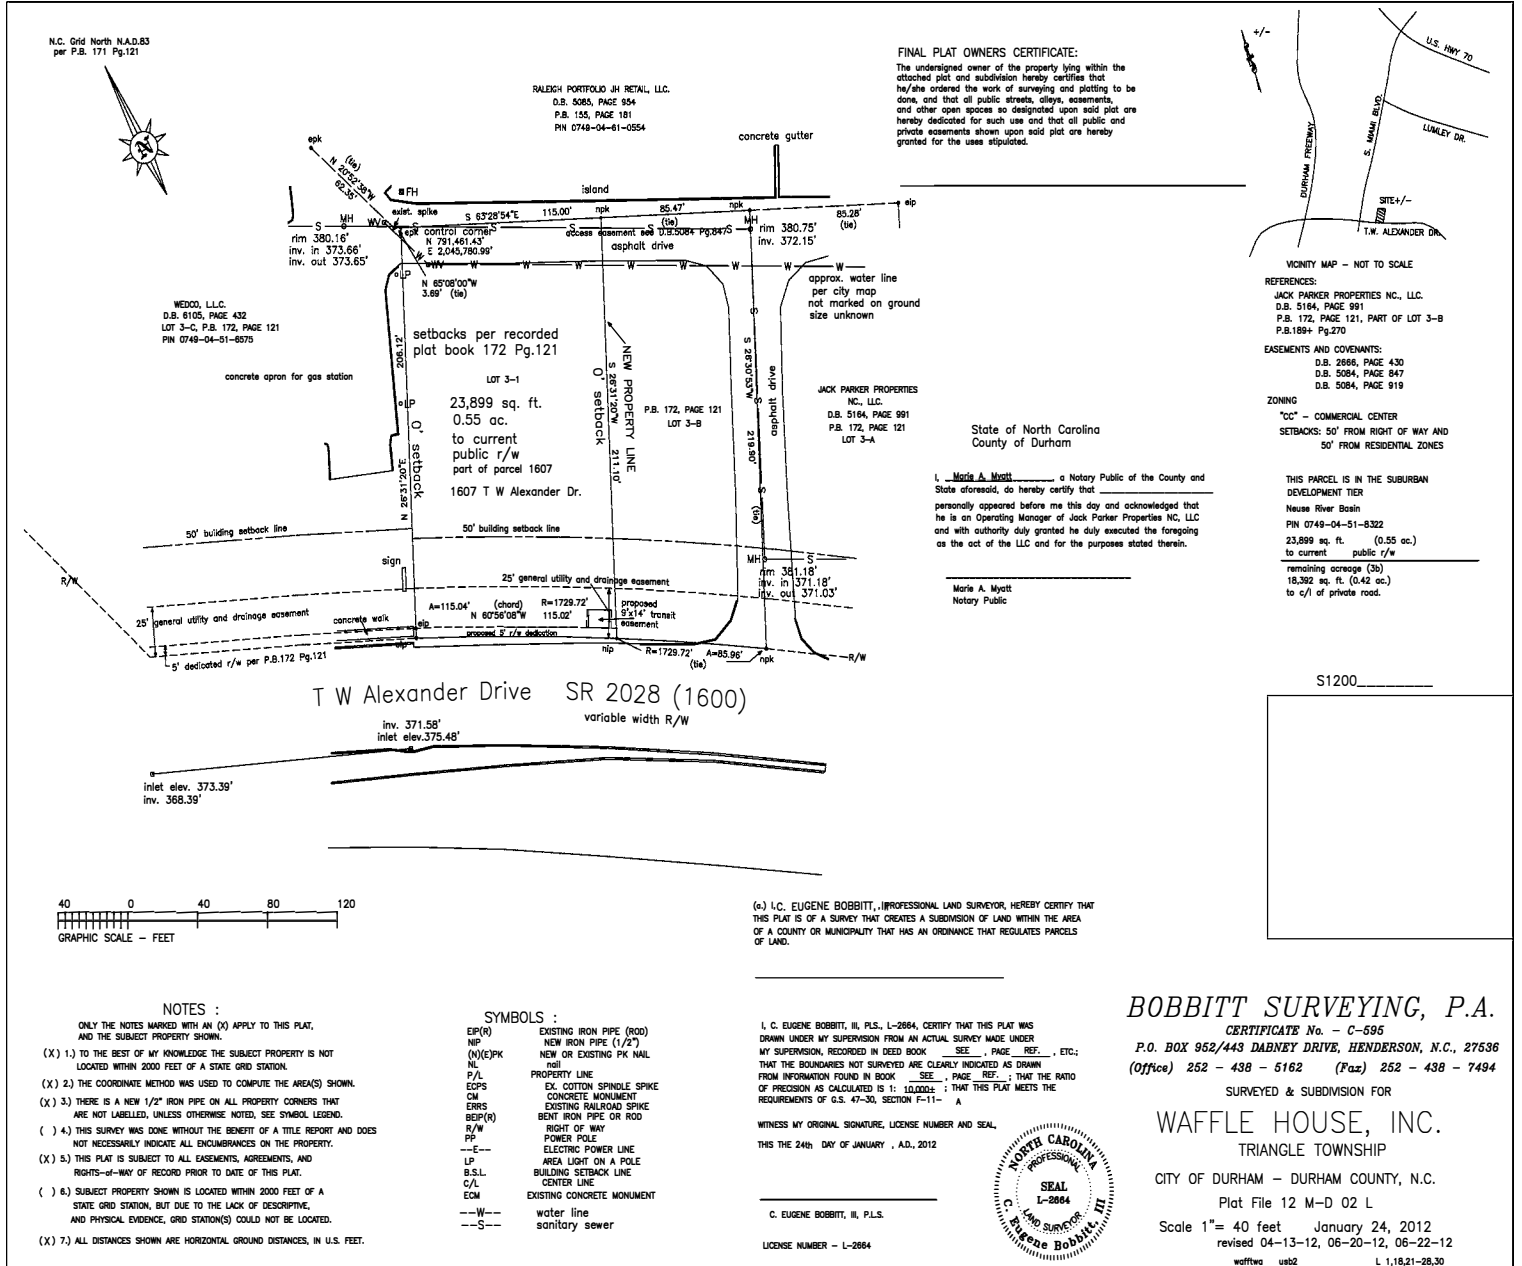 N.C. Grid North N.A.D.83
per P.B. 171 Pg.121
N
RALEIGH PORTFOLIO JH RETAIL, LLC.
D.B. 5085, PAGE 954
P.B. 155, PAGE 181
PIN 0749-04-61-0554
concrete gutter
epk
(tie)
N 20°52'38"W
62.35'
FH
island
exist. spike
S 63°28'54"E
115.00'
npk
85.47'
(tie)
npk
85.28'
(tie)
eip
S
MH
WV
S
S
S
S
MH
rim 380.16'
inv. in 373.66'
inv. out 373.65'
epk control corner
N 791,461.43'
E 2,045,780.99'
access easement see D.B.5084 Pg.847
asphalt drive
rim 380.75'
inv. 372.15'
W
WV
W
W
W
W
W
W
W
LP
N 65°08'00"W
3.69' (tie)
approx. water line
per city map
not marked on ground
size unknown
WEDCO, L.L.C.
D.B. 6105, PAGE 432
LOT 3-C, P.B. 172, PAGE 121
PIN 0749-04-51-6575
concrete apron for gas station
setbacks per recorded
plat book 172 Pg.121
LOT 3-1
23,899 sq. ft.
0.55 ac.
to current
public r/w
part of parcel 1607
1607 T W Alexander Dr.
206.12'
LP
0' setback
N 26°31'20"E
NEW PROPERTY LINE
S 26°31'20"W
211.10'
0' setback
P.B. 172, PAGE 121
LOT 3-B
S
S 26°30'53"W
S
219.90'
S
(tie)
asphalt drive
JACK PARKER PROPERTIES
NC., LLC.
D.B. 5164, PAGE 991
P.B. 172, PAGE 121
LOT 3-A
50' building setback line
50' building setback line
MH
S
rim 381.18'
inv. in 371.18'
inv. out 371.03'
R/W
sign
25' general utility and drainage easement
25' general utility and drainage easement
concrete walk
A=115.04'
(chord)
R=1729.72'
N 60°56'08"W
115.02'
proposed
9'x14' transit
easement
eip
proposed 5' r/w dedication
eip
nip
R=1729.72'
A=85.96'
(tie)
npk
R/W
5' dedicated r/w per P.B.172 Pg.121
T W Alexander Drive SR 2028 (1600)
variable width R/W
inv. 371.58'
inlet elev.375.48'
inlet elev. 373.39'
inv. 368.39'
40 0 40 80 120
GRAPHIC SCALE - FEET
FINAL PLAT OWNERS CERTIFICATE:
The undersigned owner of the property lying within the
attached plat and subdivision hereby certifies that
he/she ordered the work of surveying and platting to be
done, and that all public streets, alleys, easements,
and other open spaces so designated upon said plat are
hereby dedicated for such use and that all public and
private easements shown upon said plat are hereby
granted for the uses stipulated.
State of North Carolina
County of Durham
I, Marie A. Myatt a Notary Public of the County and
State aforesaid, do hereby certify that
personally appeared before me this day and acknowledged that
he is an Operating Manager of Jack Parker Properties NC, LLC
and with authority duly granted he duly executed the foregoing
as the act of the LLC and for the purposes stated therein.
Marie A. Myatt
Notary Public
+/-
U.S. HWY 70
LUMLEY DR.
S. MIAMI BLVD.
DURHAM FREEWAY
SITE+/-
T.W. ALEXANDER DR.
VICINITY MAP - NOT TO SCALE
REFERENCES:
JACK PARKER PROPERTIES NC., LLC.
D.B. 5164, PAGE 991
P.B. 172, PAGE 121, PART OF LOT 3-B
P.B.189+ Pg.270
EASEMENTS AND COVENANTS:
D.B. 2666, PAGE 430
D.B. 5084, PAGE 847
D.B. 5084, PAGE 919
ZONING
"CC" - COMMERCIAL CENTER
SETBACKS: 50' FROM RIGHT OF WAY AND
50' FROM RESIDENTIAL ZONES
THIS PARCEL IS IN THE SUBURBAN
DEVELOPMENT TIER
Neuse River Basin
PIN 0749-04-51-8322
23,899 sq. ft. (0.55 ac.)
to current public r/w
remaining acreage (3b)
18,392 sq. ft. (0.42 ac.)
to c/l of private road.
S1200________
NOTES :
ONLY THE NOTES MARKED WITH AN (X) APPLY TO THIS PLAT,
AND THE SUBJECT PROPERTY SHOWN.
(X) 1.) TO THE BEST OF MY KNOWLEDGE THE SUBJECT PROPERTY IS NOT
LOCATED WITHIN 2000 FEET OF A STATE GRID STATION.
(X) 2.) THE COORDINATE METHOD WAS USED TO COMPUTE THE AREA(S) SHOWN.
(X) 3.) THERE IS A NEW 1/2" IRON PIPE ON ALL PROPERTY CORNERS THAT
ARE NOT LABELLED, UNLESS OTHERWISE NOTED, SEE SYMBOL LEGEND.
( ) 4.) THIS SURVEY WAS DONE WITHOUT THE BENEFIT OF A TITLE REPORT AND DOES
NOT NECESSARILY INDICATE ALL ENCUMBRANCES ON THE PROPERTY.
(X) 5.) THIS PLAT IS SUBJECT TO ALL EASEMENTS, AGREEMENTS, AND
RIGHTS-of-WAY OF RECORD PRIOR TO DATE OF THIS PLAT.
( ) 6.) SUBJECT PROPERTY SHOWN IS LOCATED WITHIN 2000 FEET OF A
STATE GRID STATION, BUT DUE TO THE LACK OF DESCRIPTIVE,
AND PHYSICAL EVIDENCE, GRID STATION(S) COULD NOT BE LOCATED.
(X) 7.) ALL DISTANCES SHOWN ARE HORIZONTAL GROUND DISTANCES, IN U.S. FEET.
SYMBOLS :
EIP(R) EXISTING IRON PIPE (ROD)
NIP NEW IRON PIPE (1/2")
(N)(E)PK NEW OR EXISTING PK NAIL
NL nail
P/L PROPERTY LINE
ECPS EX. COTTON SPINDLE SPIKE
CM CONCRETE MONUMENT
ERRS EXISTING RAILROAD SPIKE
BEIP(R) BENT IRON PIPE OR ROD
R/W RIGHT OF WAY
PP POWER POLE
--E-- ELECTRIC POWER LINE
LP AREA LIGHT ON A POLE
B.S.L. BUILDING SETBACK LINE
C/L CENTER LINE
ECM EXISTING CONCRETE MONUMENT
--W-- water line
--S-- sanitary sewer
(a.) I,C. EUGENE BOBBITT, PROFESSIONAL LAND SURVEYOR, HEREBY CERTIFY THAT
THIS PLAT IS OF A SURVEY THAT CREATES A SUBDIVISION OF LAND WITHIN THE AREA
OF A COUNTY OR MUNICIPALITY THAT HAS AN ORDINANCE THAT REGULATES PARCELS
OF LAND.
I, C. EUGENE BOBBITT, III, PLS., L-2664, CERTIFY THAT THIS PLAT WAS
DRAWN UNDER MY SUPERVISION FROM AN ACTUAL SURVEY MADE UNDER
MY SUPERVISION, RECORDED IN DEED BOOK SEE , PAGE REF. , ETC.;
THAT THE BOUNDARIES NOT SURVEYED ARE CLEARLY INDICATED AS DRAWN
FROM INFORMATION FOUND IN BOOK SEE , PAGE REF. ; THAT THE RATIO
OF PRECISION AS CALCULATED IS 1: 10,000+ ; THAT THIS PLAT MEETS THE
REQUIREMENTS OF G.S. 47-30, SECTION F-11- A
WITNESS MY ORIGINAL SIGNATURE, LICENSE NUMBER AND SEAL,
THIS THE 24th DAY OF JANUARY , A.D., 2012
C. EUGENE BOBBITT, III, P.L.S.
LICENSE NUMBER - L-2664
NORTH CAROLINA
PROFESSIONAL
SEAL
L-2664
LAND SURVEYOR
C. Eugene Bobbitt, III
BOBBITT SURVEYING, P.A.
CERTIFICATE No. - C-595
P.O. BOX 952/443 DABNEY DRIVE, HENDERSON, N.C., 27536
(Office) 252 - 438 - 5162 (Fax) 252 - 438 - 7494
SURVEYED & SUBDIVISION FOR
WAFFLE HOUSE, INC.
TRIANGLE TOWNSHIP
CITY OF DURHAM - DURHAM COUNTY, N.C.
Plat File 12 M-D 02 L
Scale 1"= 40 feet January 24, 2012
revised 04-13-12, 06-20-12, 06-22-12
wafftwa usb2 L 1,18,21-28,30